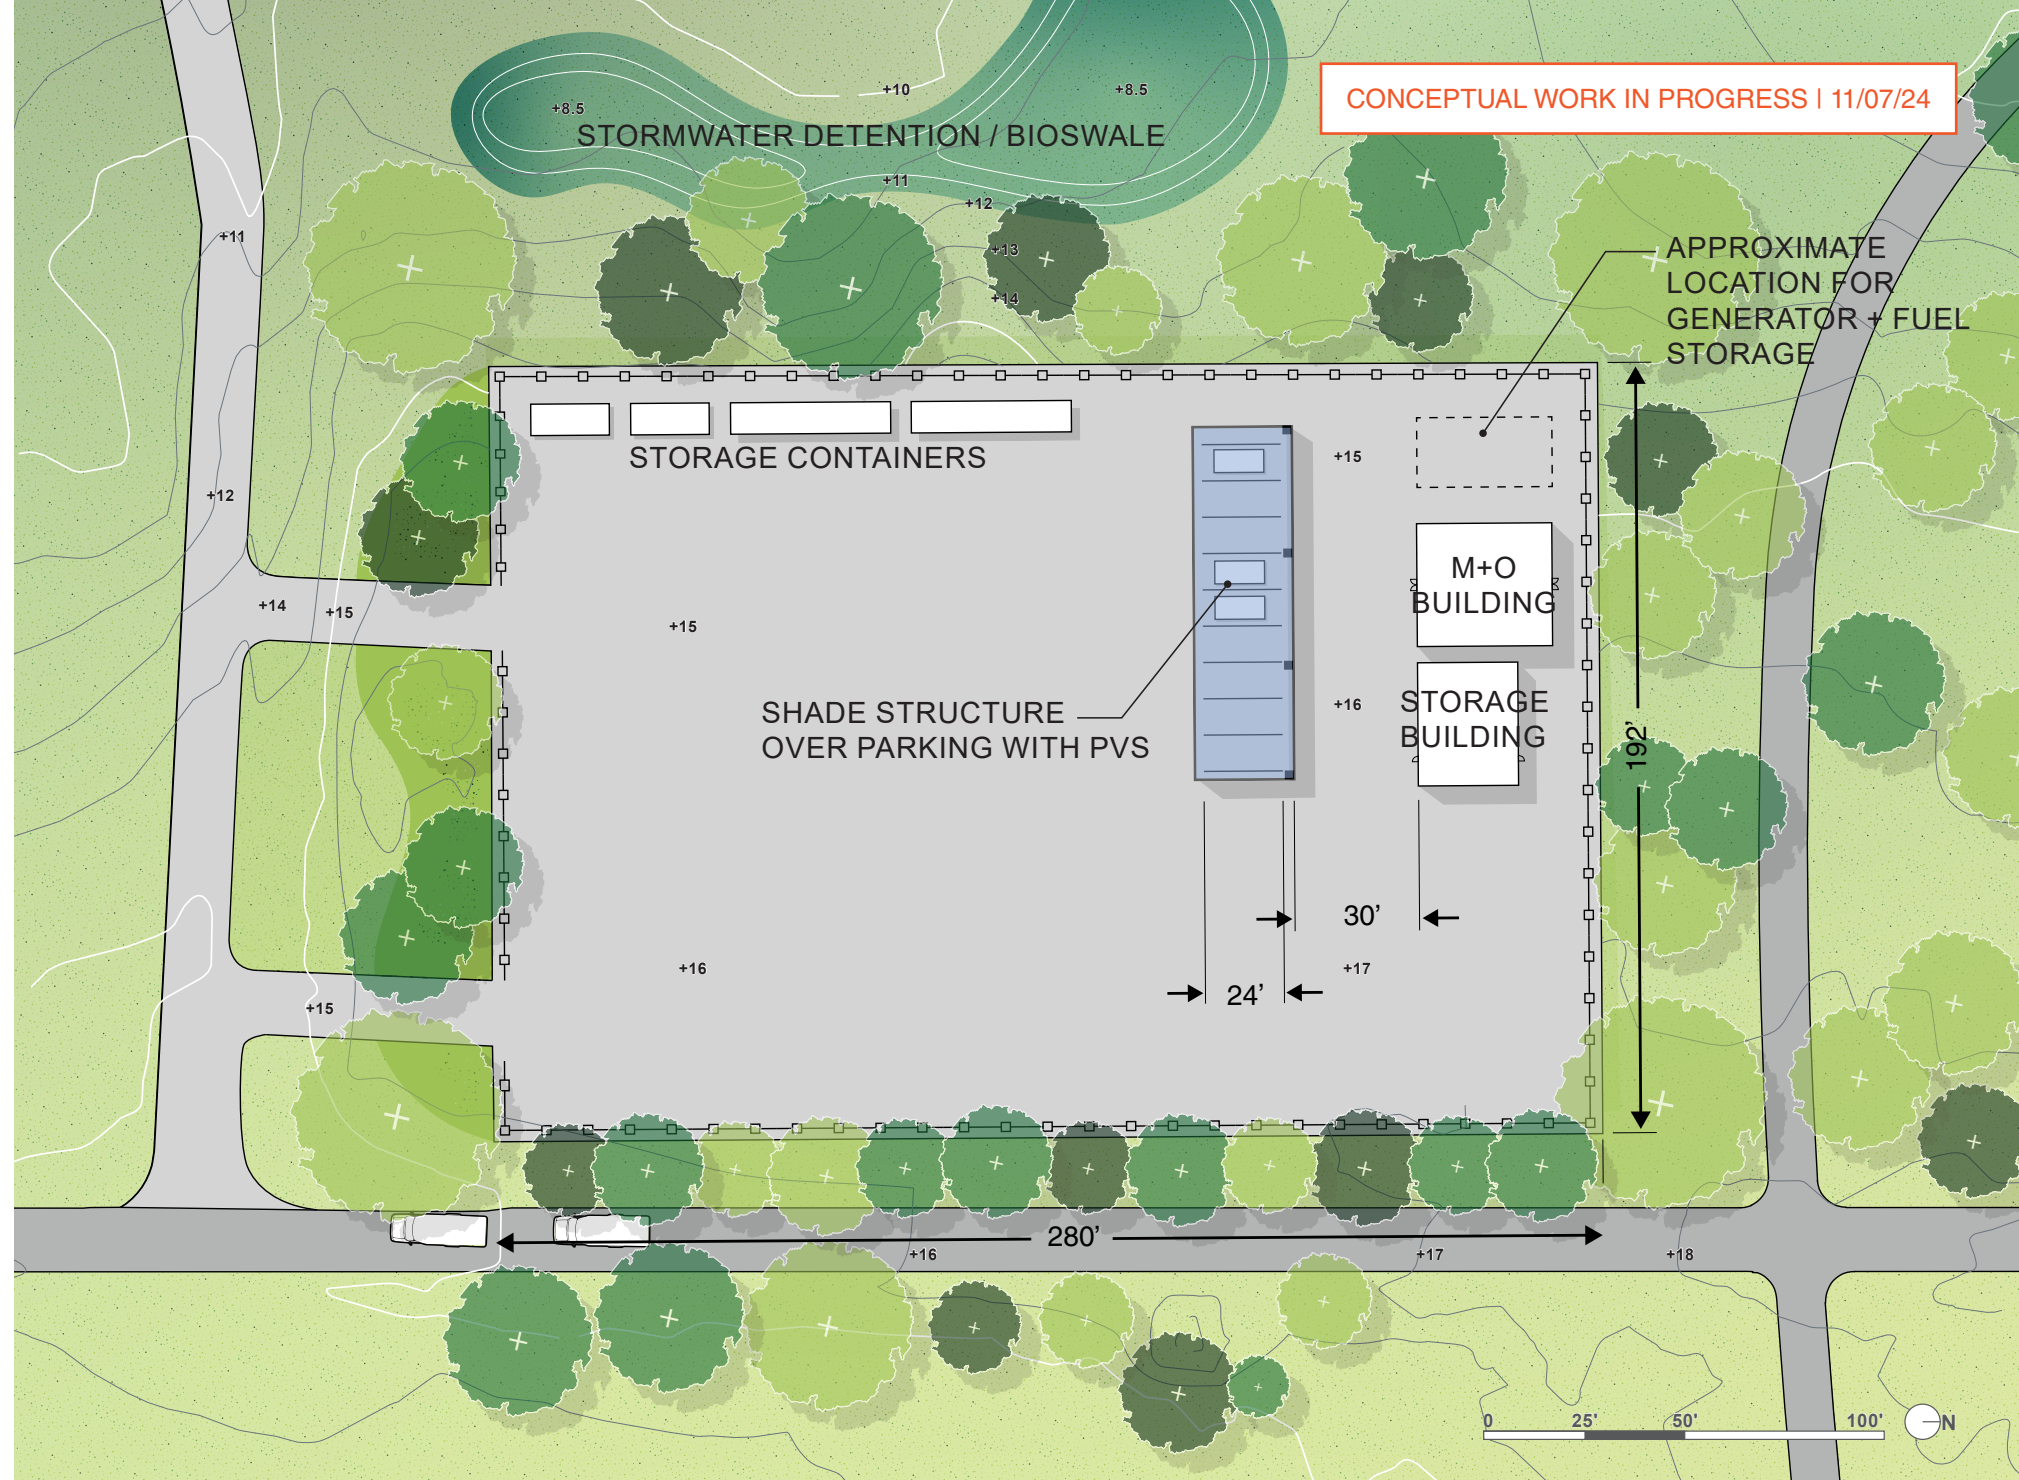 +10
+8.5
+8.5
CONCEPTUAL WORK IN PROGRESS | 11/07/24
STORMWATER DETENTION / BIOSWALE
+11
+12
+11
+13
+14
APPROXIMATE
LOCATION FOR
GENERATOR + FUEL
STORAGE
STORAGE CONTAINERS
+15
+12
M+O
BUILDING
+14
+15
+15
STORAGE
BUILDING
+16
SHADE STRUCTURE
OVER PARKING WITH PVS
192’
30’
+16
+17
24’
+15
280’
+16
+17
+18
0
25'
50'
100'
N